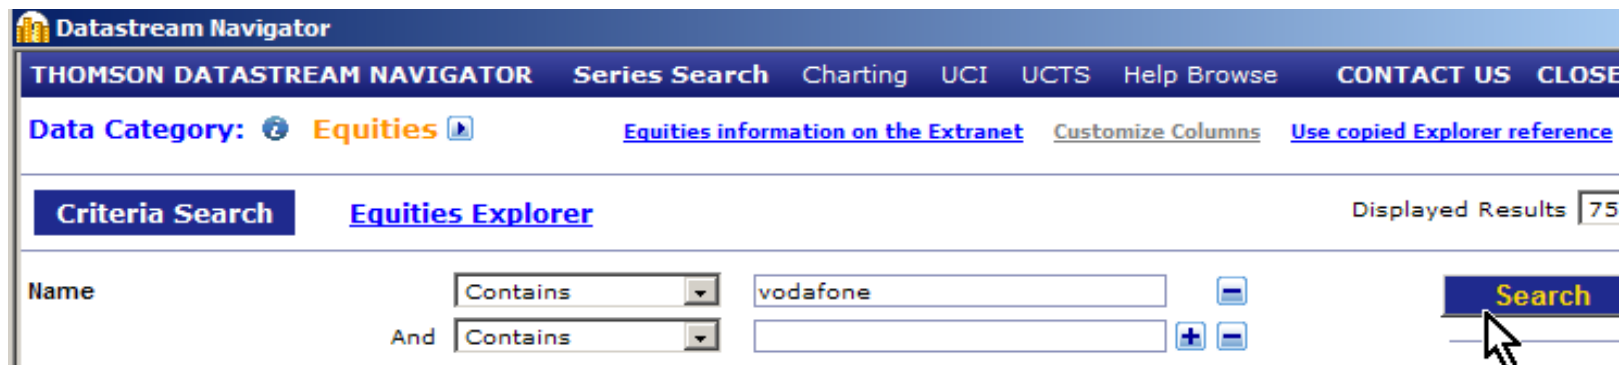 Datastream Navigator
THOMSON DATASTREAM NAVIGATOR Series Search Charting UCI UCTS Help Browse CONTACT US CLOSE
Data Category: Equities Equities information on the Extranet Customize Columns Use copied Explorer reference
Criteria Search Equities Explorer Displayed Results 75
Name Contains vodafone Search
And Contains